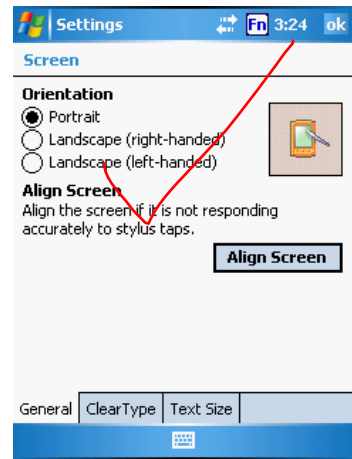 Settings Fn 3:24 ok
Screen
Orientation
Portrait
Landscape (right-handed)
Landscape (left-handed)
Align Screen
Align the screen if it is not responding
accurately to stylus taps.
Align Screen
General ClearType Text Size